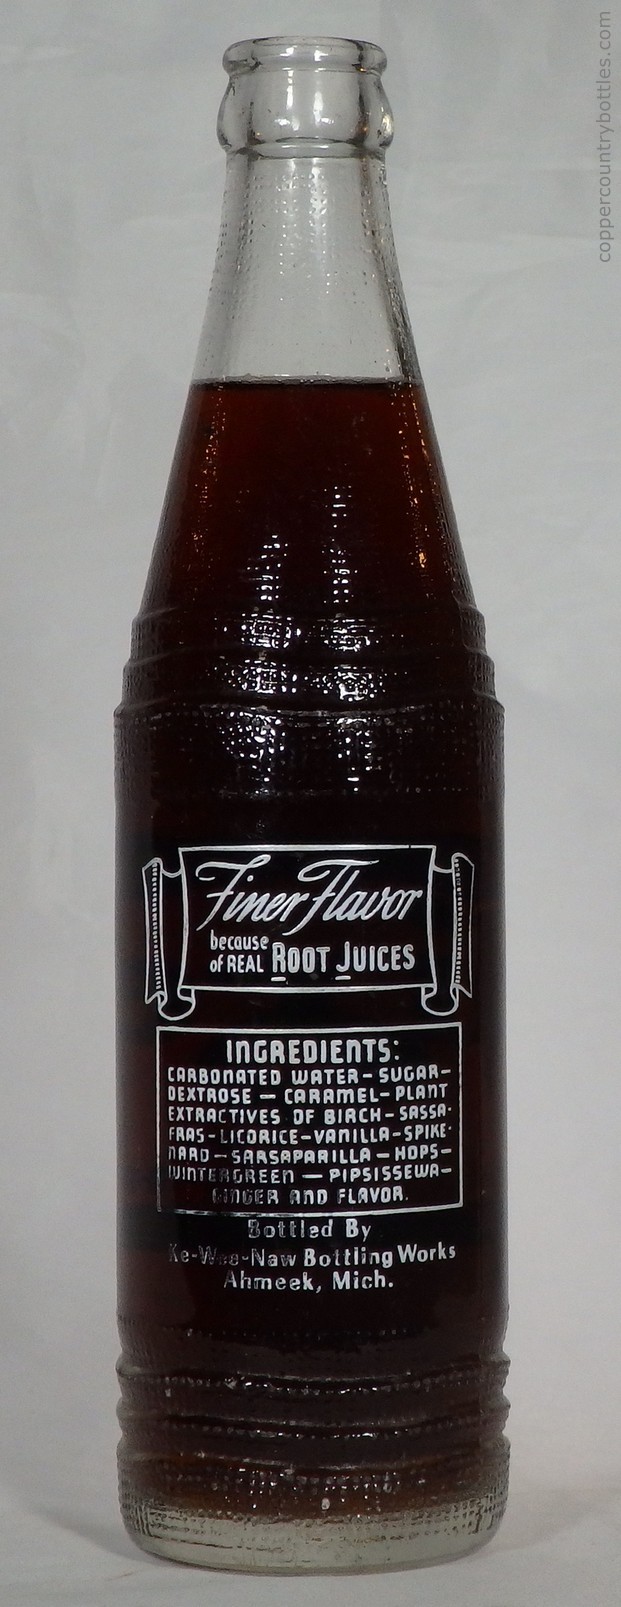 coppercountrybottles.com
Finer Flavor
because
of REAL ROOT JUICES
INGREDIENTS:
CARBONATED WATER – SUGAR –
DEXTROSE — CARAMEL – PLANT
EXTRACTIVES OF BIRCH – SASSA-
FRAS – LICORICE – VANILLA – SPIKE-
NARD – SARSAPARILLA – HOPS –
WINTERGREEN — PIPSISSEWA –
GINGER AND FLAVOR.
Bottled By
Ke-Wee-Naw Bottling Works
Ahmeek, Mich.